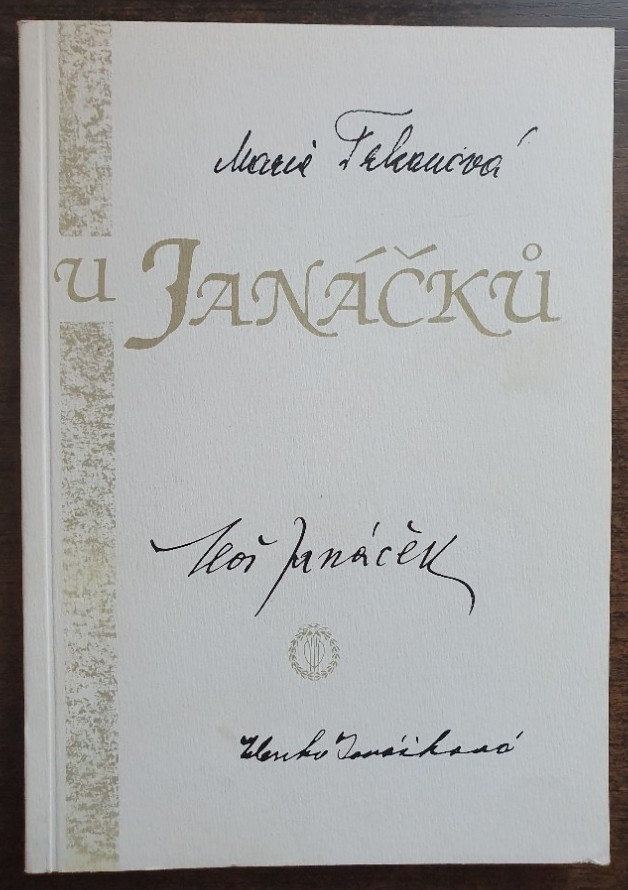 Marie Trkanová
u JANÁČKŮ
Leoš Janáček
Zdenka Janáčková